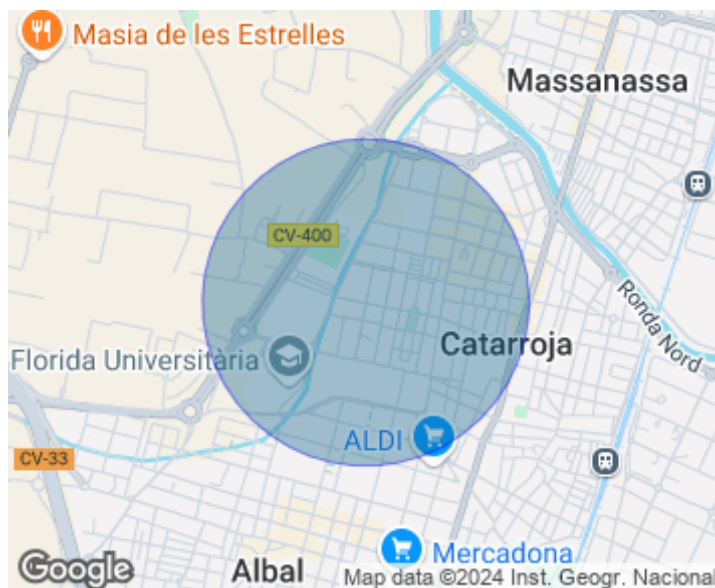 Masia de les Estrelles
Massanassa
CV-400
Ronda Nord
Catarroja
Florida Universitària
ALDI
CV-33
Mercadona
Albal
Google
Map data ©2024 Inst. Geogr. Nacional